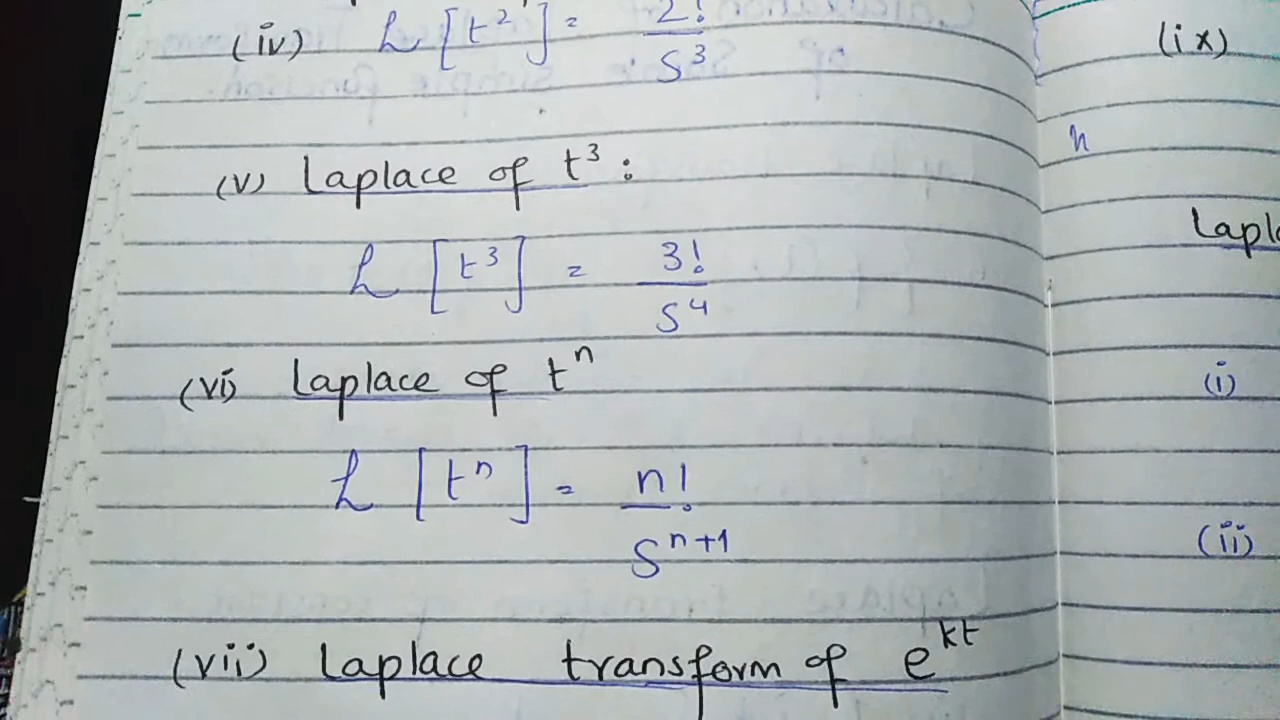 (iv) L [t²] = 2!/s³
(v) Laplace of t³ :
L [t³] = 3!/s⁴
(vi) Laplace of tⁿ
L [tⁿ] = n!/sⁿ⁺¹
(vii) Laplace transform of e^kt
(ix)
h
Lapl
(i)
(ii)